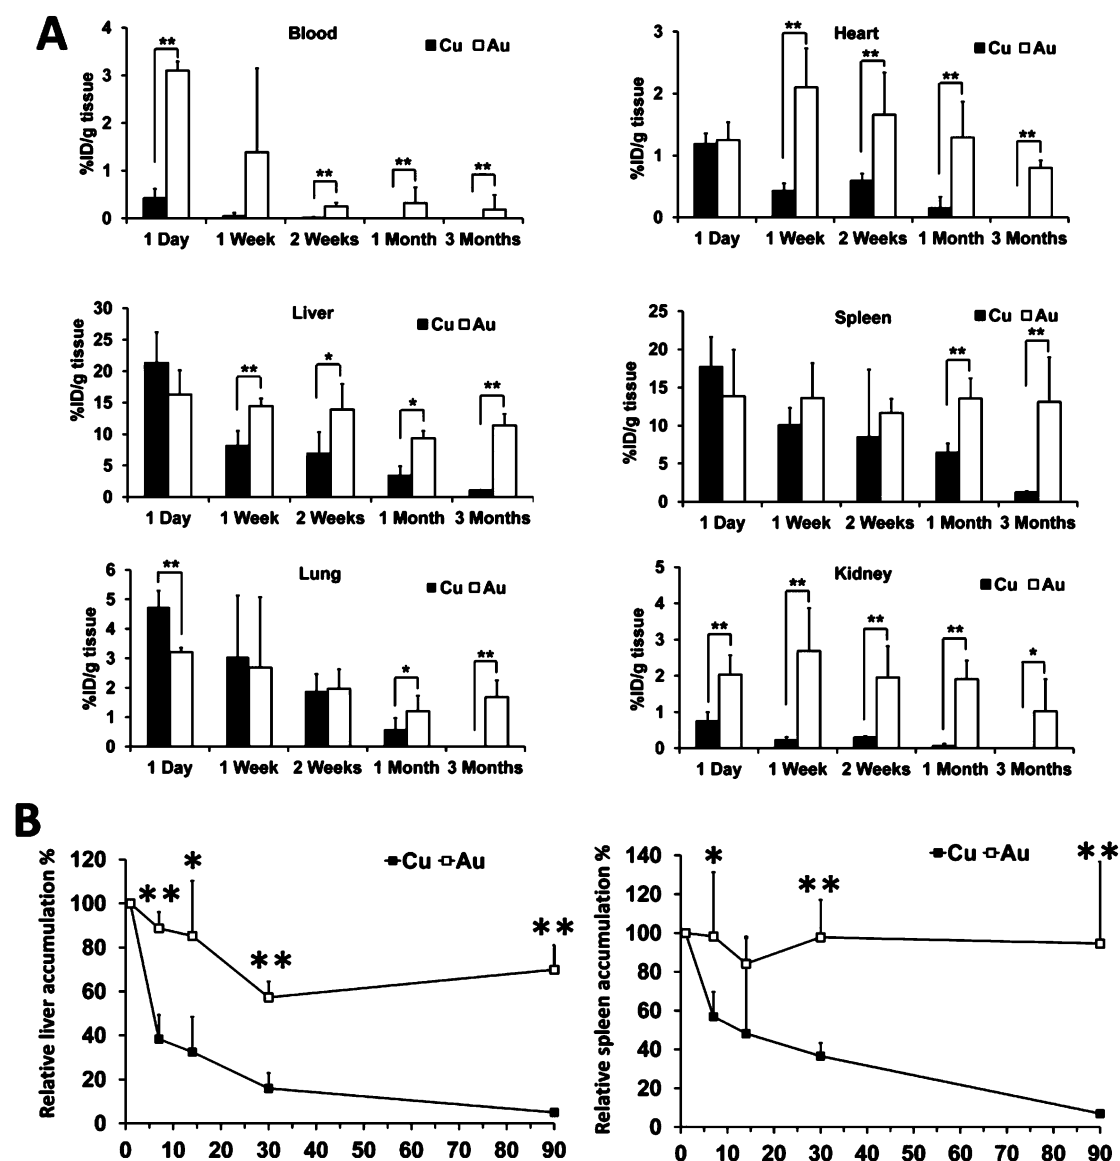 A
Blood
Cu Au
%ID/g tissue
4
3
2
1
0
**
**
**
**
1 Day 1 Week 2 Weeks 1 Month 3 Months
Heart
Cu Au
%ID/g tissue
3
2
1
0
**
**
**
**
1 Day 1 Week 2 Weeks 1 Month 3 Months
Liver
Cu Au
%ID/g tissue
30
25
20
15
10
5
0
**
*
*
**
1 Day 1 Week 2 Weeks 1 Month 3 Months
Spleen
Cu Au
%ID/g tissue
25
20
15
10
5
0
**
**
1 Day 1 Week 2 Weeks 1 Month 3 Months
Lung
Cu Au
%ID/g tissue
6
5
4
3
2
1
0
**
*
**
1 Day 1 Week 2 Weeks 1 Month 3 Months
Kidney
Cu Au
%ID/g tissue
5
4
3
2
1
0
**
**
**
**
*
1 Day 1 Week 2 Weeks 1 Month 3 Months
B
Cu Au
Relative liver accumulation %
120
100
80
60
40
20
0
**
*
**
**
0 10 20 30 40 50 60 70 80 90
Cu Au
Relative spleen accumulation %
140
120
100
80
60
40
20
0
*
**
**
0 10 20 30 40 50 60 70 80 90